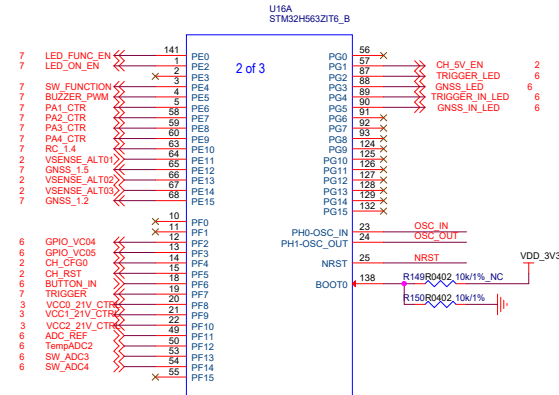 U16A
STM32H563ZIT6_B
2 of 3
7 LED_FUNC_EN 141 PE0
7 LED_ON_EN 1 PE2
2 PE3
7 SW_FUNCTION 3 PE4
7 BUZZER_PWM 4 PE5
7 PA1_CTR 5 PE6
7 PA2_CTR 58 PE7
7 PA3_CTR 59 PE8
7 PA4_CTR 60 PE9
7 RC_1.4 63 PE10
2 VSENSE_ALT01 64 PE11
7 GNSS_1.5 65 PE12
2 VSENSE_ALT02 66 PE13
2 VSENSE_ALT03 67 PE14
7 GNSS_1.2 68 PE15
10 PF0
11 PF1
6 GPIO_VC04 12 PF2
6 GPIO_VC05 13 PF3
2 CH_CFG0 14 PF4
2 CH_RST 15 PF5
6 BUTTON_IN 18 PF6
7 TRIGGER 19 PF7
3 VCC0_21V_CTRL 20 PF8
3 VCC1_21V_CTRL 21 PF9
3 VCC2_21V_CTRL 22 PF10
6 ADC_REF 49 PF11
6 TempADC2 50 PF12
6 SW_ADC3 53 PF13
6 SW_ADC4 54 PF14
55 PF15
PG0 56
PG1 57 CH_5V_EN 2
PG2 87 TRIGGER_LED 6
PG3 88 GNSS_LED 6
PG4 89 TRIGGER_IN_LED 6
PG5 90 GNSS_IN_LED 6
PG6 91
PG7 92
PG8 93
PG9 124
PG10 125
PG11 126
PG12 127
PG13 128
PG14 129
PG15 132
PH0-OSC_IN 23 OSC_IN
PH1-OSC_OUT 24 OSC_OUT
NRST 25 NRST
VDD_3V3
BOOT0 138 R149 R0402 10k/1%_NC
R150 R0402 10k/1%